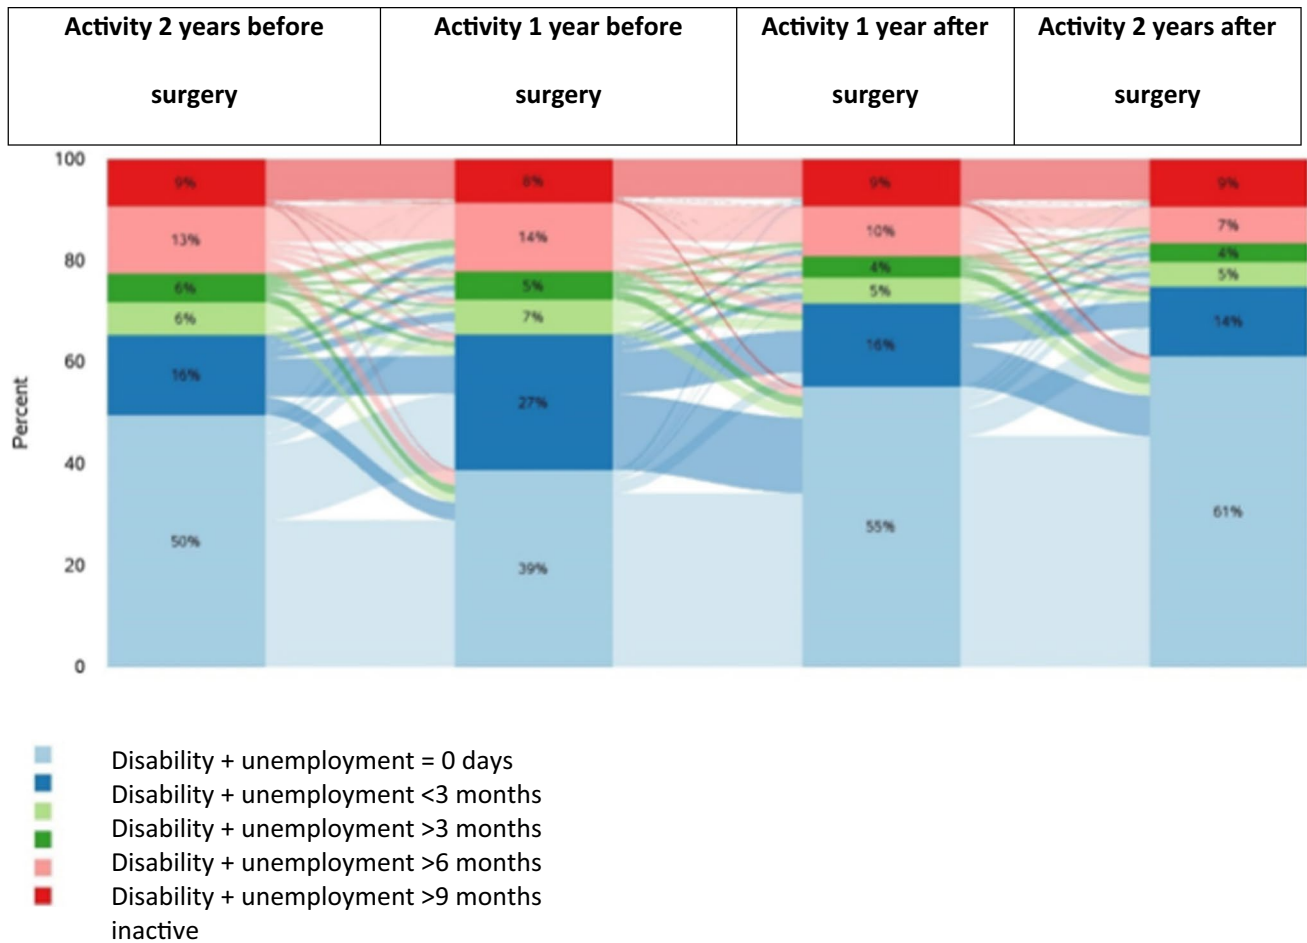 Activity 2 years before surgery
Activity 1 year before surgery
Activity 1 year after surgery
Activity 2 years after surgery
100
80
60
40
20
0
Percent
9%
13%
6%
6%
16%
50%
8%
14%
5%
7%
27%
39%
9%
10%
4%
5%
16%
55%
9%
7%
4%
5%
14%
61%
Disability + unemployment = 0 days
Disability + unemployment <3 months
Disability + unemployment >3 months
Disability + unemployment >6 months
Disability + unemployment >9 months
inactive